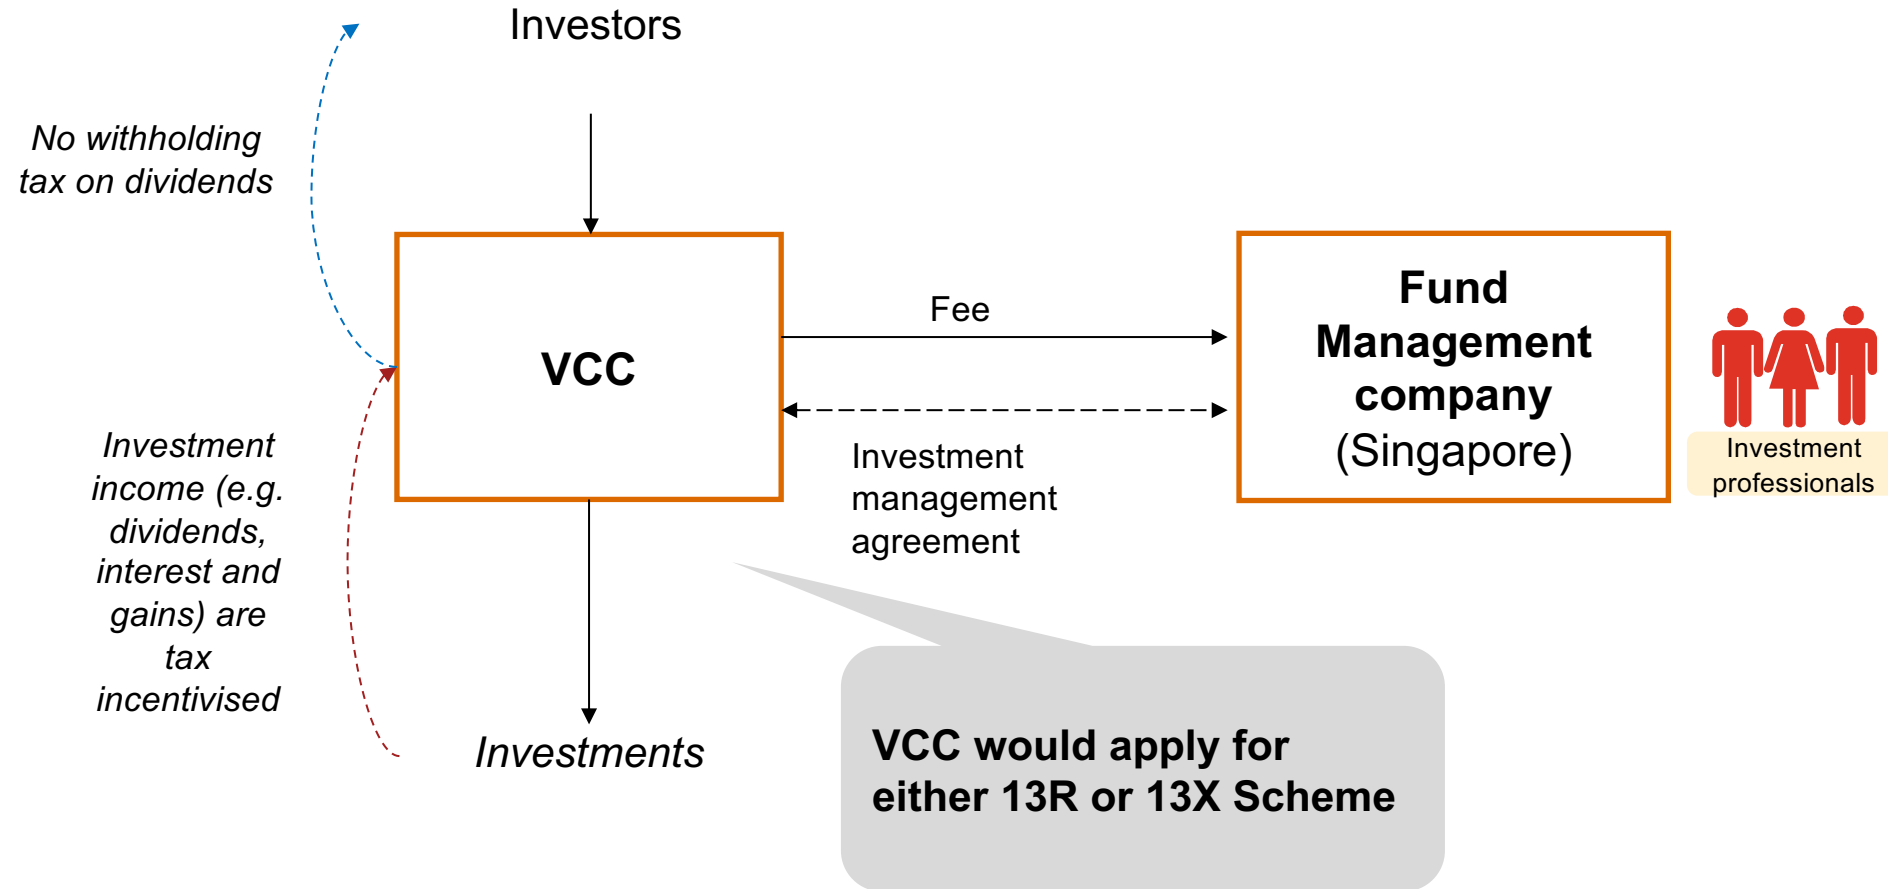 Investors
No withholding
tax on dividends
VCC
Fee
Fund
Management
company
(Singapore)
Investment
professionals
Investment
management
agreement
Investment
income (e.g.
dividends,
interest and
gains) are
tax
incentivised
Investments
VCC would apply for
either 13R or 13X Scheme